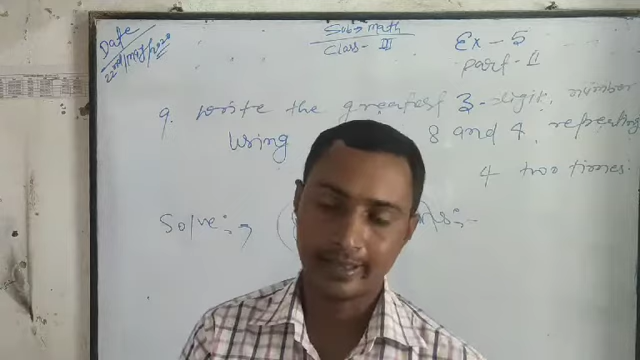 Date
22nd/May/2020
Sub:- Math
Class- III
Ex-5
Part-II
9. Write the greatest 3-digit number
Using 8 and 4. repeating
4 two times.
Solve:-